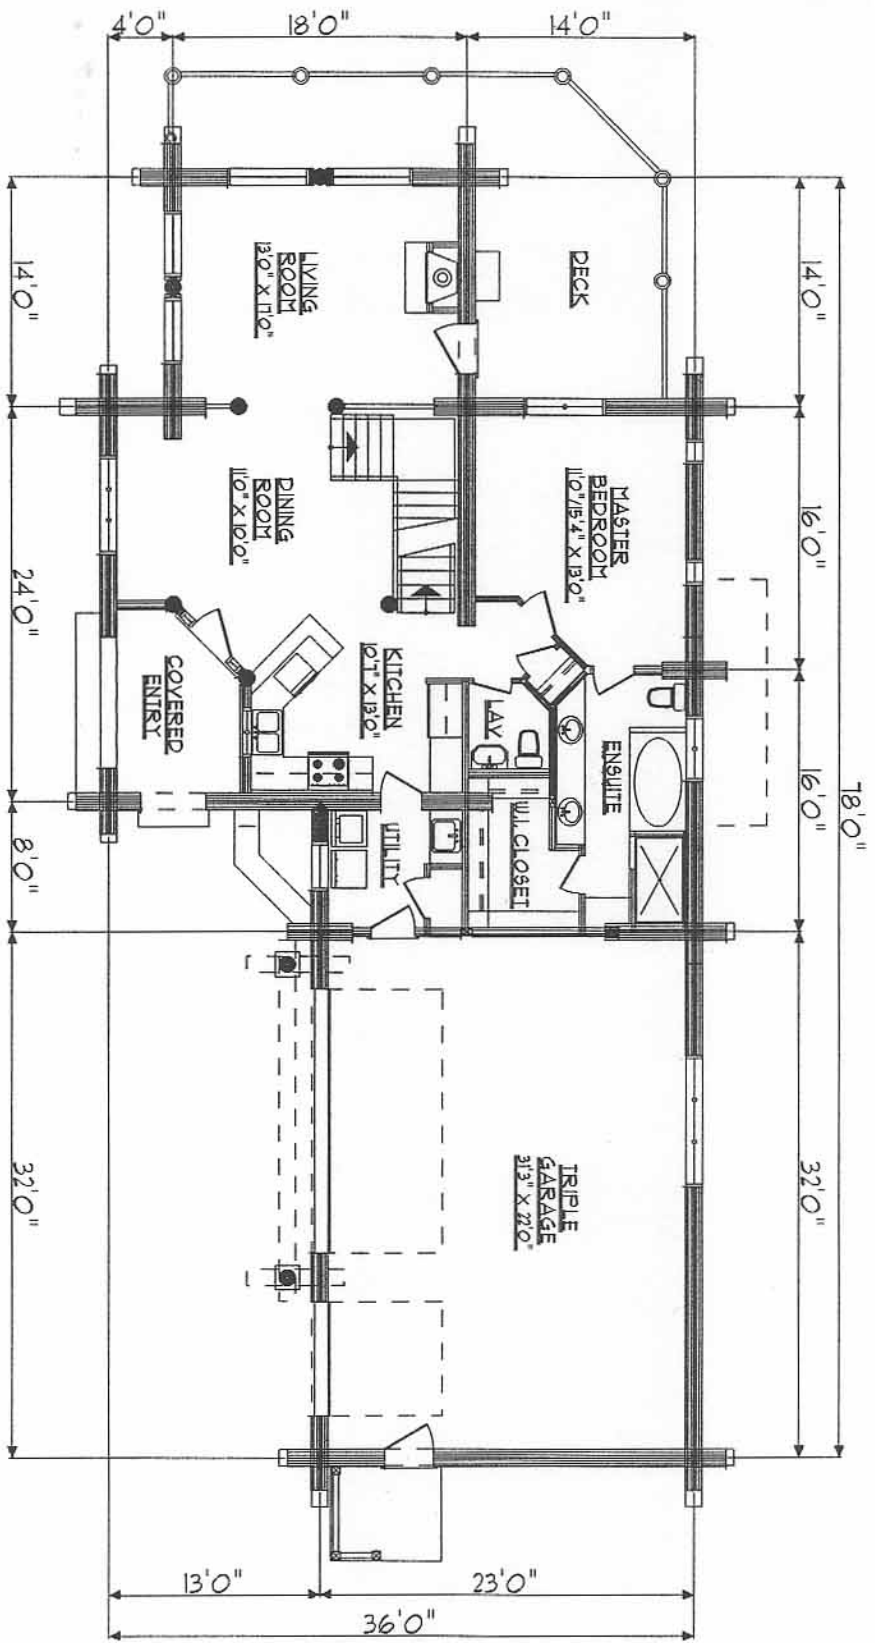 4'0"
18'0"
14'0"
14'0"
24'0"
8'0"
32'0"
14'0"
16'0"
16'0"
32'0"
78'0"
LIVING
ROOM
13'0" X 17'0"
DECK
DINING
ROOM
11'0" X 10'0"
MASTER
BEDROOM
11'0"/15'4" X 13'0"
COVERED
ENTRY
KITCHEN
10'7" X 13'0"
LAV
ENSUITE
UTILITY
W.I. CLOSET
TRIPLE
GARAGE
31'3" X 22'0"
13'0"
23'0"
36'0"